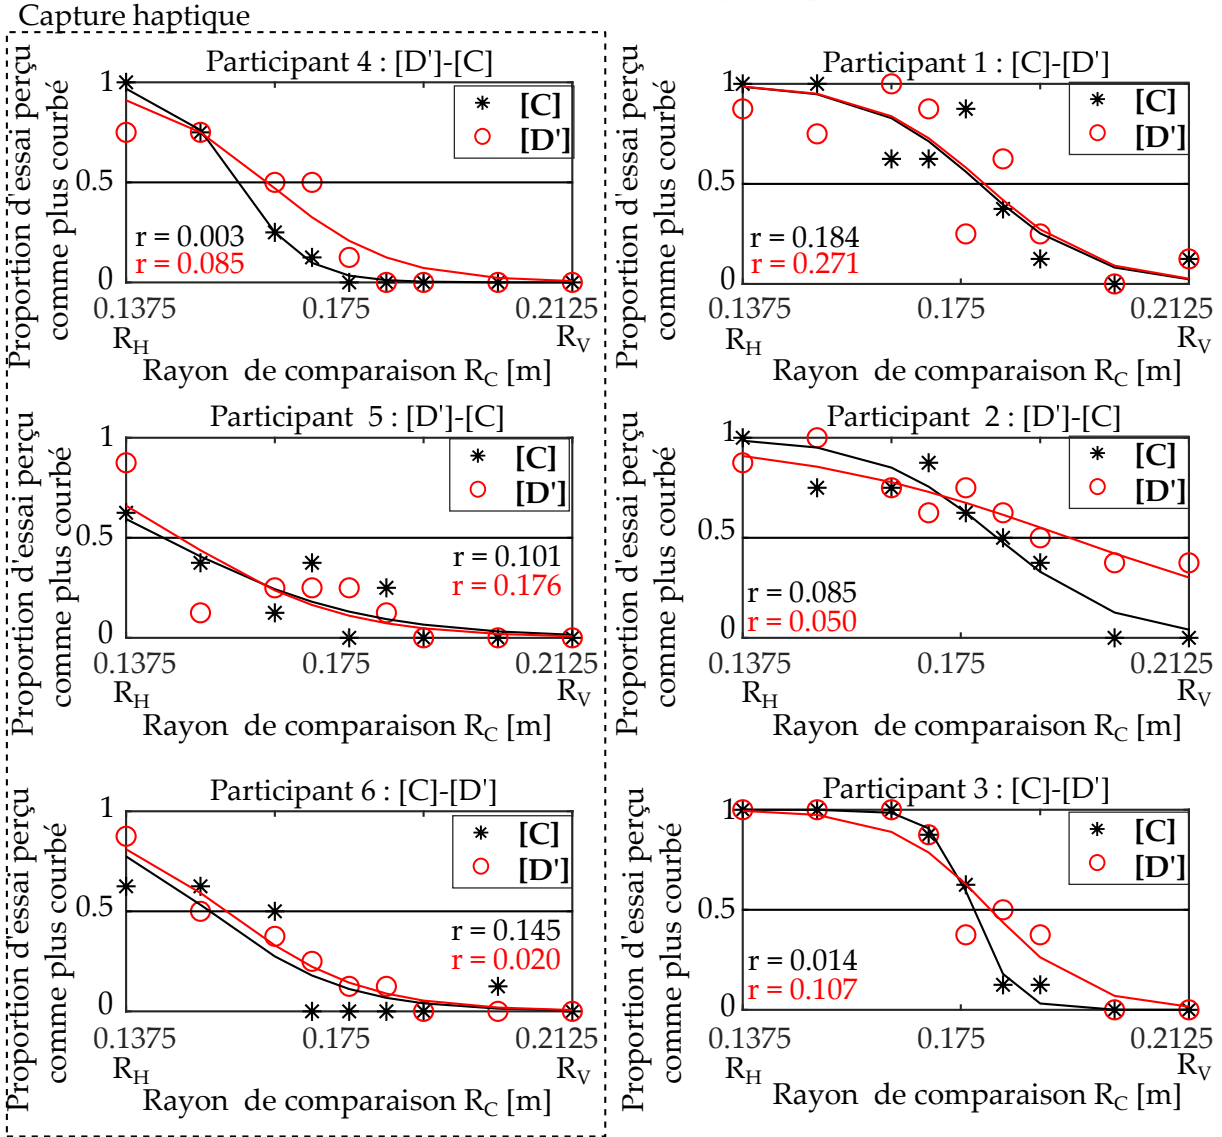 Capture haptique
Participant 4 : [D']-[C]
Proportion d'essai perçu
comme plus courbé
1
0.5
0
[C]
[D']
r = 0.003
r = 0.085
0.1375
0.175
0.2125
R_H
R_V
Rayon de comparaison R_C [m]
Participant 1 : [C]-[D']
Proportion d'essai perçu
comme plus courbé
1
0.5
0
[C]
[D']
r = 0.184
r = 0.271
0.1375
0.175
0.2125
R_H
R_V
Rayon de comparaison R_C [m]
Participant 5 : [D']-[C]
Proportion d'essai perçu
comme plus courbé
1
0.5
0
[C]
[D']
r = 0.101
r = 0.176
0.1375
0.175
0.2125
R_H
R_V
Rayon de comparaison R_C [m]
Participant 2 : [D']-[C]
Proportion d'essai perçu
comme plus courbé
1
0.5
0
[C]
[D']
r = 0.085
r = 0.050
0.1375
0.175
0.2125
R_H
R_V
Rayon de comparaison R_C [m]
Participant 6 : [C]-[D']
Proportion d'essai perçu
comme plus courbé
1
0.5
0
[C]
[D']
r = 0.145
r = 0.020
0.1375
0.175
0.2125
R_H
R_V
Rayon de comparaison R_C [m]
Participant 3 : [C]-[D']
Proportion d'essai perçu
comme plus courbé
1
0.5
0
[C]
[D']
r = 0.014
r = 0.107
0.1375
0.175
0.2125
R_H
R_V
Rayon de comparaison R_C [m]